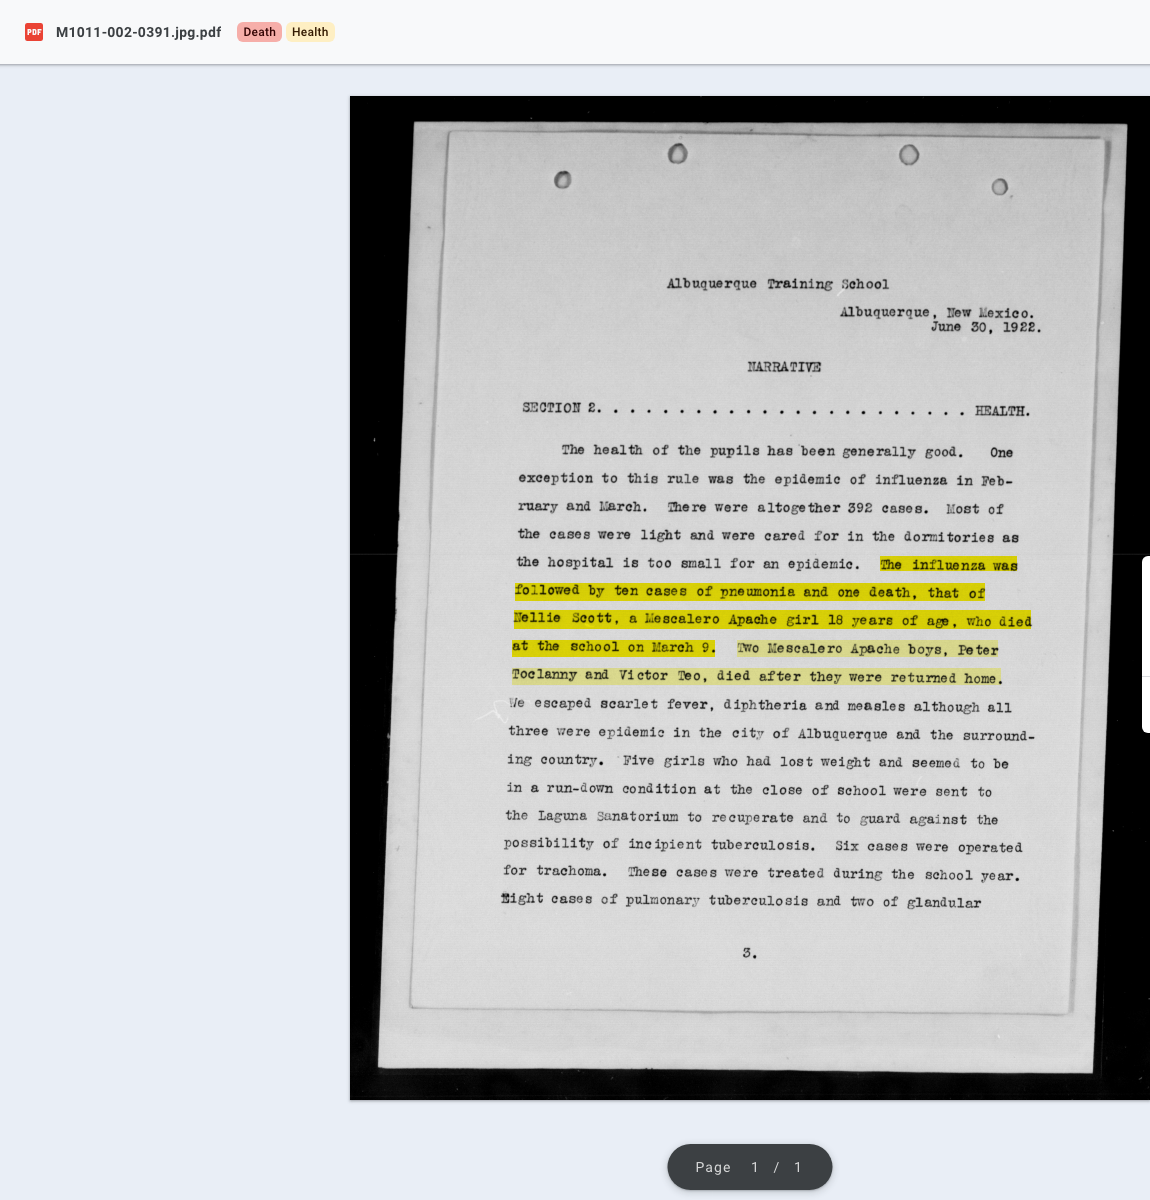 PDF M1011-002-0391.jpg.pdf Death Health
Albuquerque Training School
Albuquerque, New Mexico.
June 30, 1922.
NARRATIVE
SECTION 2. . . . . . . . . . . . . . . . . . . . . . . . . HEALTH.
The health of the pupils has been generally good. One
exception to this rule was the epidemic of influenza in Feb-
ruary and March. There were altogether 392 cases. Most of
the cases were light and were cared for in the dormitories as
the hospital is too small for an epidemic. The influenza was
followed by ten cases of pneumonia and one death, that of
Nellie Scott, a Mescalero Apache girl 18 years of age, who died
at the school on March 9. Two Mescalero Apache boys, Peter
Toclanny and Victor Teo, died after they were returned home.
We escaped scarlet fever, diphtheria and measles although all
three were epidemic in the city of Albuquerque and the surround-
ing country. Five girls who had lost weight and seemed to be
in a run-down condition at the close of school were sent to
the Laguna Sanatorium to recuperate and to guard against the
possibility of incipient tuberculosis. Six cases were operated
for trachoma. These cases were treated during the school year.
Eight cases of pulmonary tuberculosis and two of glandular
3.
Page 1 / 1